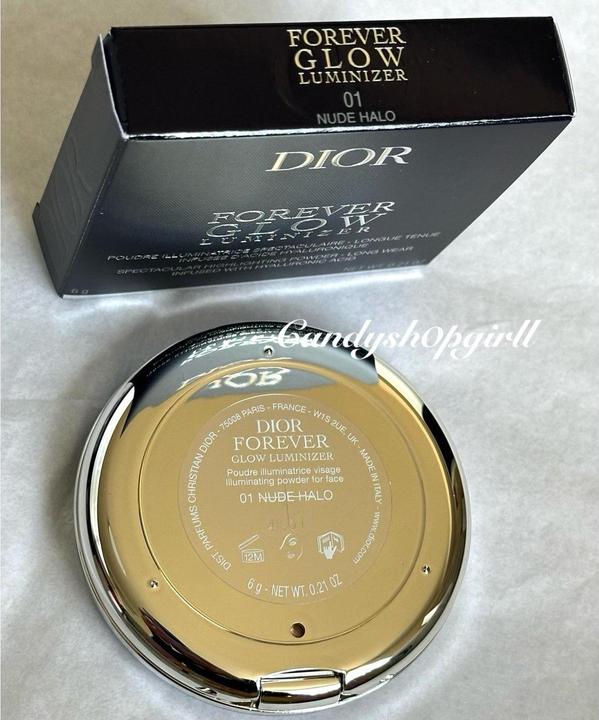 FOREVER
GLOW
LUMINIZER
01
NUDE HALO
DIOR
FOREVER
GLOW
LUMINIZER
POUDRE ILLUMINATRICE SPECTACULAIRE - LONGUE TENUE
INFUSÉE D'ACIDE HYALURONIQUE
SPECTACULAR HIGHLIGHTING POWDER - LONG WEAR
INFUSED WITH HYALURONIC ACID
6 g
NET WT.
Candysh0pgirll
DIOR
DIST. PARFUMS CHRISTIAN DIOR - 75008 PARIS - FRANCE - W1S 2UE, UK - MADE IN ITALY - www.dior.com
DIOR
FOREVER
GLOW LUMINIZER
Poudre illuminatrice visage
Illuminating powder for face
01 NUDE HALO
12M
6 g - NET WT. 0.21 OZ